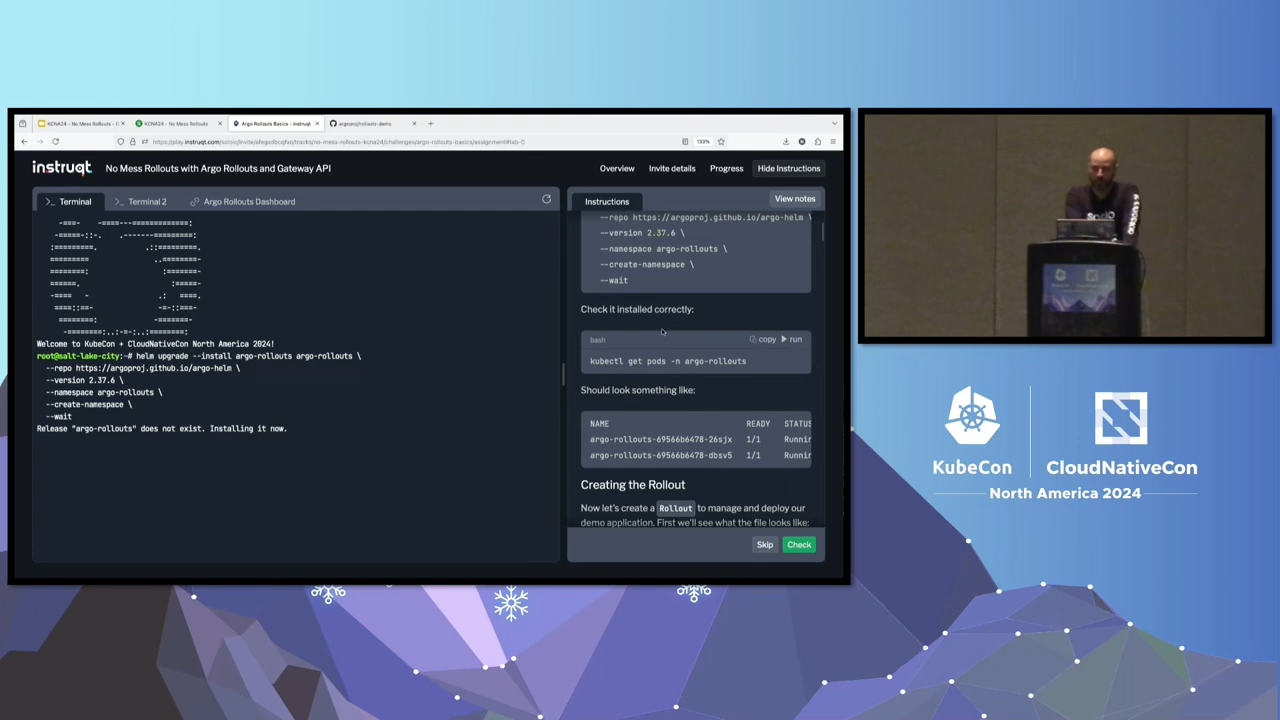 KCNA24 - No Mess Rollouts - G
KCNA24 - No Mess Rollouts
Argo Rollouts Basics - Instruqt
argoproj/rollouts-demo
133%
instruqt
No Mess Rollouts with Argo Rollouts and Gateway API
Overview
Invite details
Progress
Hide Instructions
>_ Terminal
>_ Terminal 2
Argo Rollouts Dashboard
Welcome to KubeCon + CloudNativeCon North America 2024!
root@salt-lake-city:~# helm upgrade --install argo-rollouts argo-rollouts \
--repo https://argoproj.github.io/argo-helm \
--version 2.37.6 \
--namespace argo-rollouts \
--create-namespace \
--wait
Release "argo-rollouts" does not exist. Installing it now.
Instructions
View notes
--repo https://argoproj.github.io/argo-helm \
--version 2.37.6 \
--namespace argo-rollouts \
--create-namespace \
--wait
Check it installed correctly:
bash
copy
run
kubectl get pods -n argo-rollouts
Should look something like:
NAME READY STATUS
argo-rollouts-69566b6478-26sjx 1/1 Runnin
argo-rollouts-69566b6478-dbsv5 1/1 Runnin
Creating the Rollout
Now let's create a Rollout to manage and deploy our
demo application. First we'll see what the file looks like:
Skip
Check
KubeCon
CloudNativeCon
North America 2024